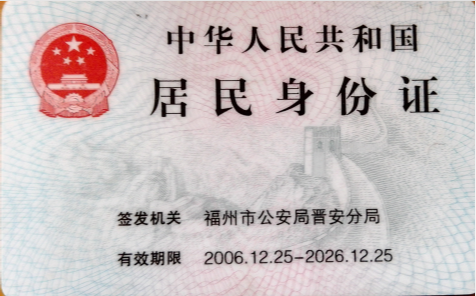 中华人民共和国
居民身份证
签发机关 福州市公安局晋安分局
有效期限 2006.12.25-2026.12.25